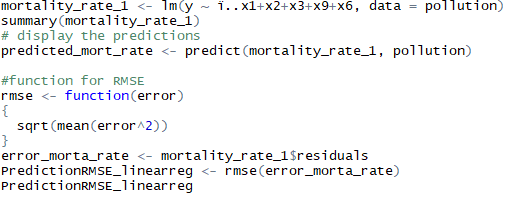 mortality_rate_1 <- lm(y ~ ï..x1+x2+x3+x9+x6, data = pollution)
summary(mortality_rate_1)
# display the predictions
predicted_mort_rate <- predict(mortality_rate_1, pollution)
#function for RMSE
rmse <- function(error)
{
sqrt(mean(error^2))
}
error_morta_rate <- mortality_rate_1$residuals
PredictionRMSE_linearreg <- rmse(error_morta_rate)
PredictionRMSE_linearreg